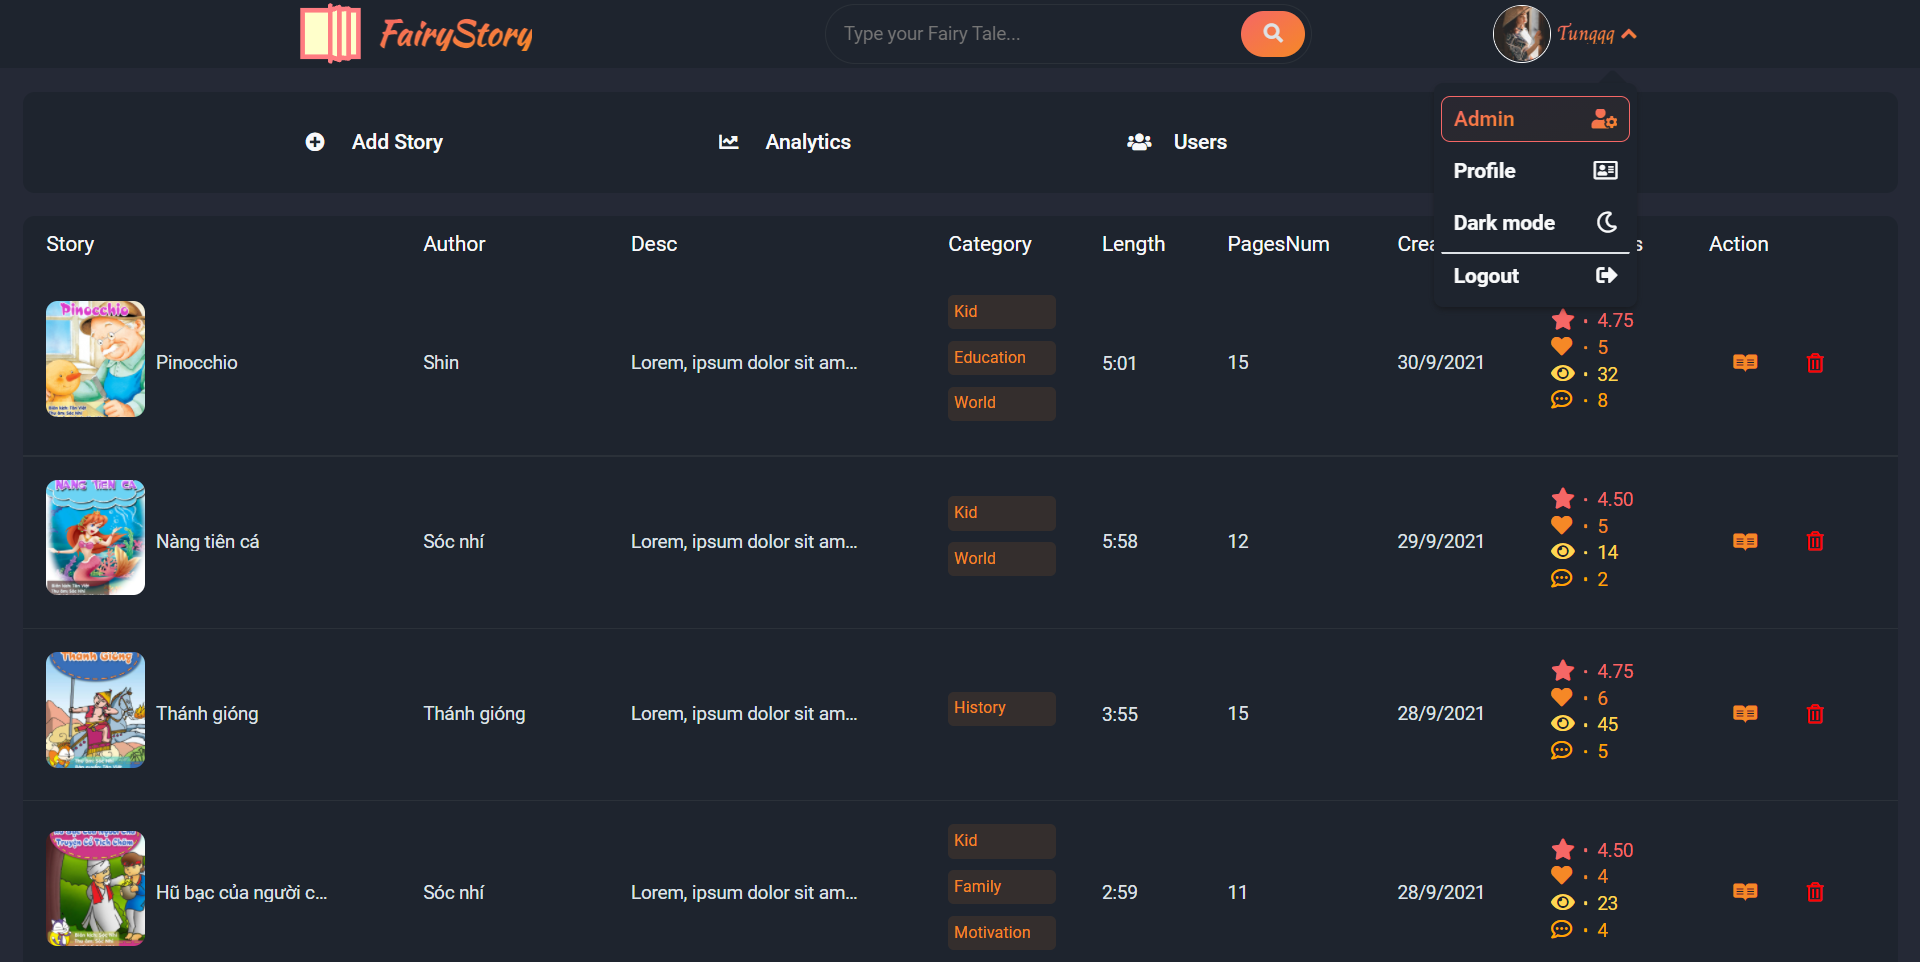 FairyStory
Type your Fairy Tale...
Tunqqq
Admin
Profile
Dark mode
Logout
Add Story
Analytics
Users
Story Author Desc Category Length PagesNum Crea s Action
Pinocchio
Pinocchio Shin Lorem, ipsum dolor sit am... 5:01 15 30/9/2021
Kid
Education
World
4.75
5
32
8
NÀNG TIÊN CÁ
Nàng tiên cá Sóc nhí Lorem, ipsum dolor sit am... 5:58 12 29/9/2021
Kid
World
4.50
5
14
2
Thánh Gióng
Thánh gióng Thánh gióng Lorem, ipsum dolor sit am... 3:55 15 28/9/2021
History
4.75
6
45
5
Truyện Cổ Tích Chăm
Hũ bạc của người c... Sóc nhí Lorem, ipsum dolor sit am... 2:59 11 28/9/2021
Kid
Family
Motivation
4.50
4
23
4